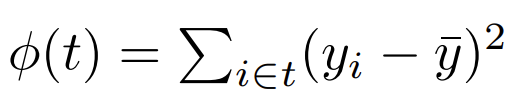 ϕ(t) = ∑_{i∈t}(y_i − ȳ)^2